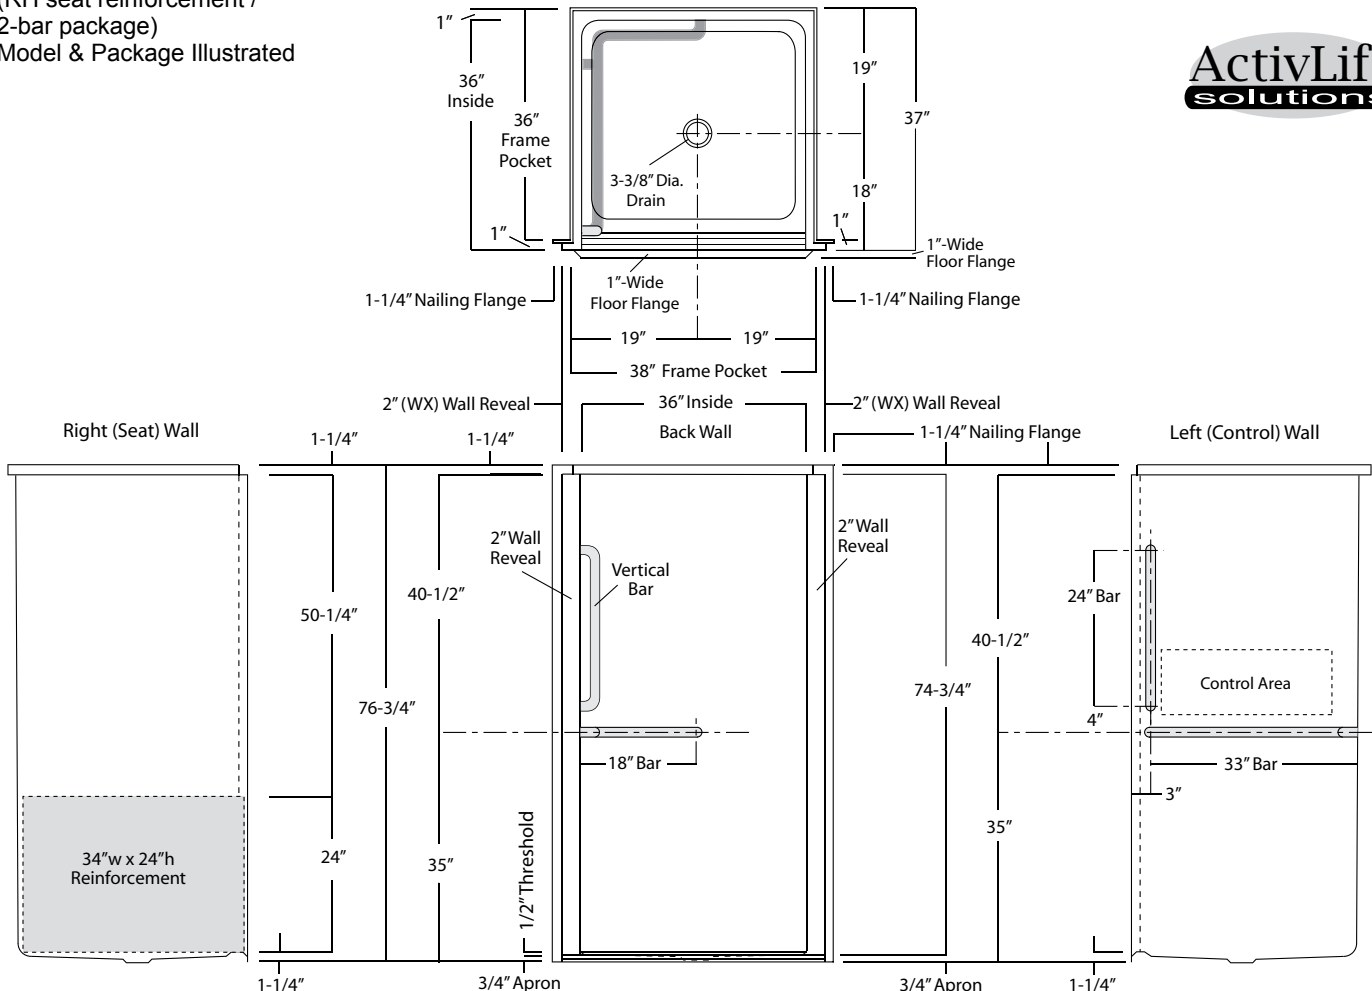 (RH seat reinforcement /
2-bar package)
Model & Package Illustrated
ActivLif
solutions
1”
36”
Inside
36”
Frame
Pocket
1”
3-3/8” Dia.
Drain
19”
37”
18”
1”
1”-Wide
Floor Flange
1”-Wide
Floor Flange
1-1/4” Nailing Flange
1-1/4” Nailing Flange
19”
19”
38” Frame Pocket
2” (WX) Wall Reveal
36” Inside
2” (WX) Wall Reveal
Right (Seat) Wall
1-1/4”
1-1/4”
Back Wall
1-1/4” Nailing Flange
Left (Control) Wall
2” Wall
Reveal
Vertical
Bar
2” Wall
Reveal
50-1/4”
40-1/2”
76-3/4”
24” Bar
40-1/2”
74-3/4”
Control Area
4”
18” Bar
33” Bar
3”
34”w x 24”h
Reinforcement
24”
35”
1/2” Threshold
35”
1-1/4”
3/4” Apron
3/4” Apron
1-1/4”